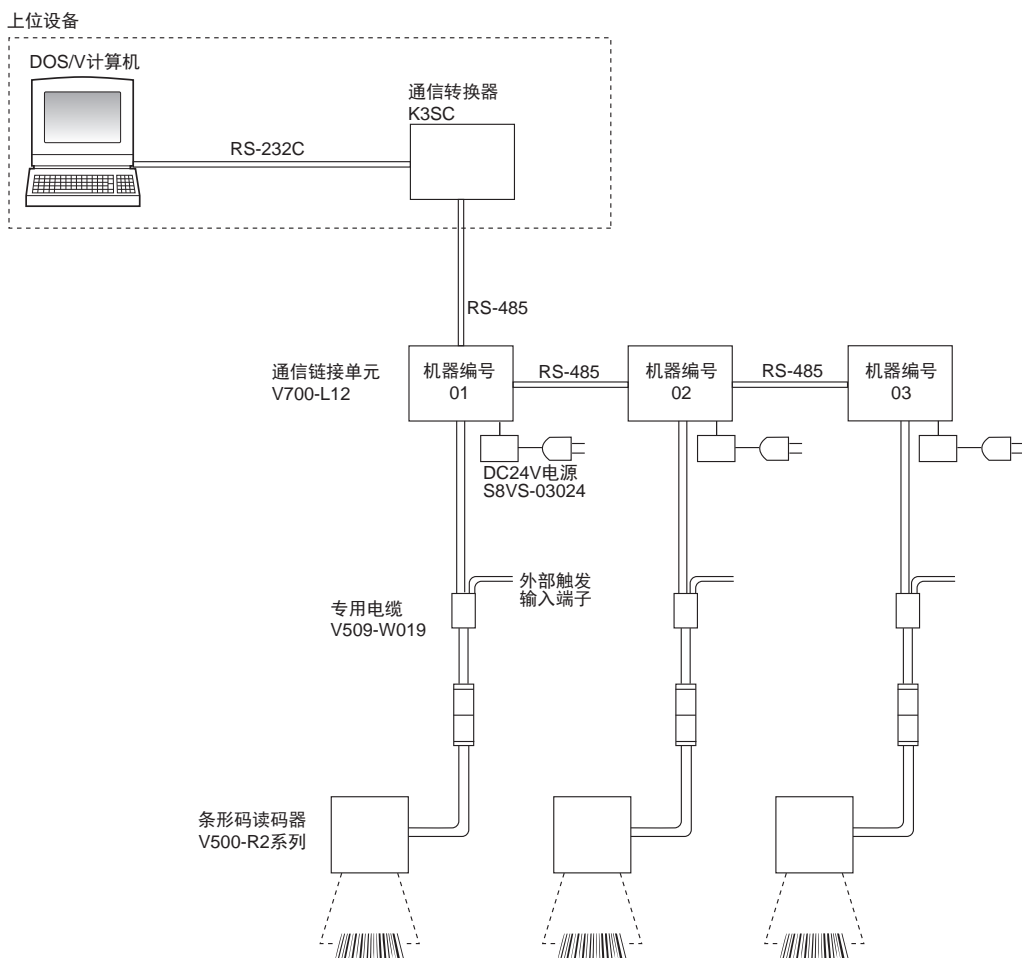 上位设备
DOS/V计算机
通信转换器
K3SC
RS-232C
RS-485
通信链接单元
V700-L12
机器编号
01
RS-485
机器编号
02
RS-485
机器编号
03
DC24V电源
S8VS-03024
外部触发
输入端子
专用电缆
V509-W019
条形码读码器
V500-R2系列